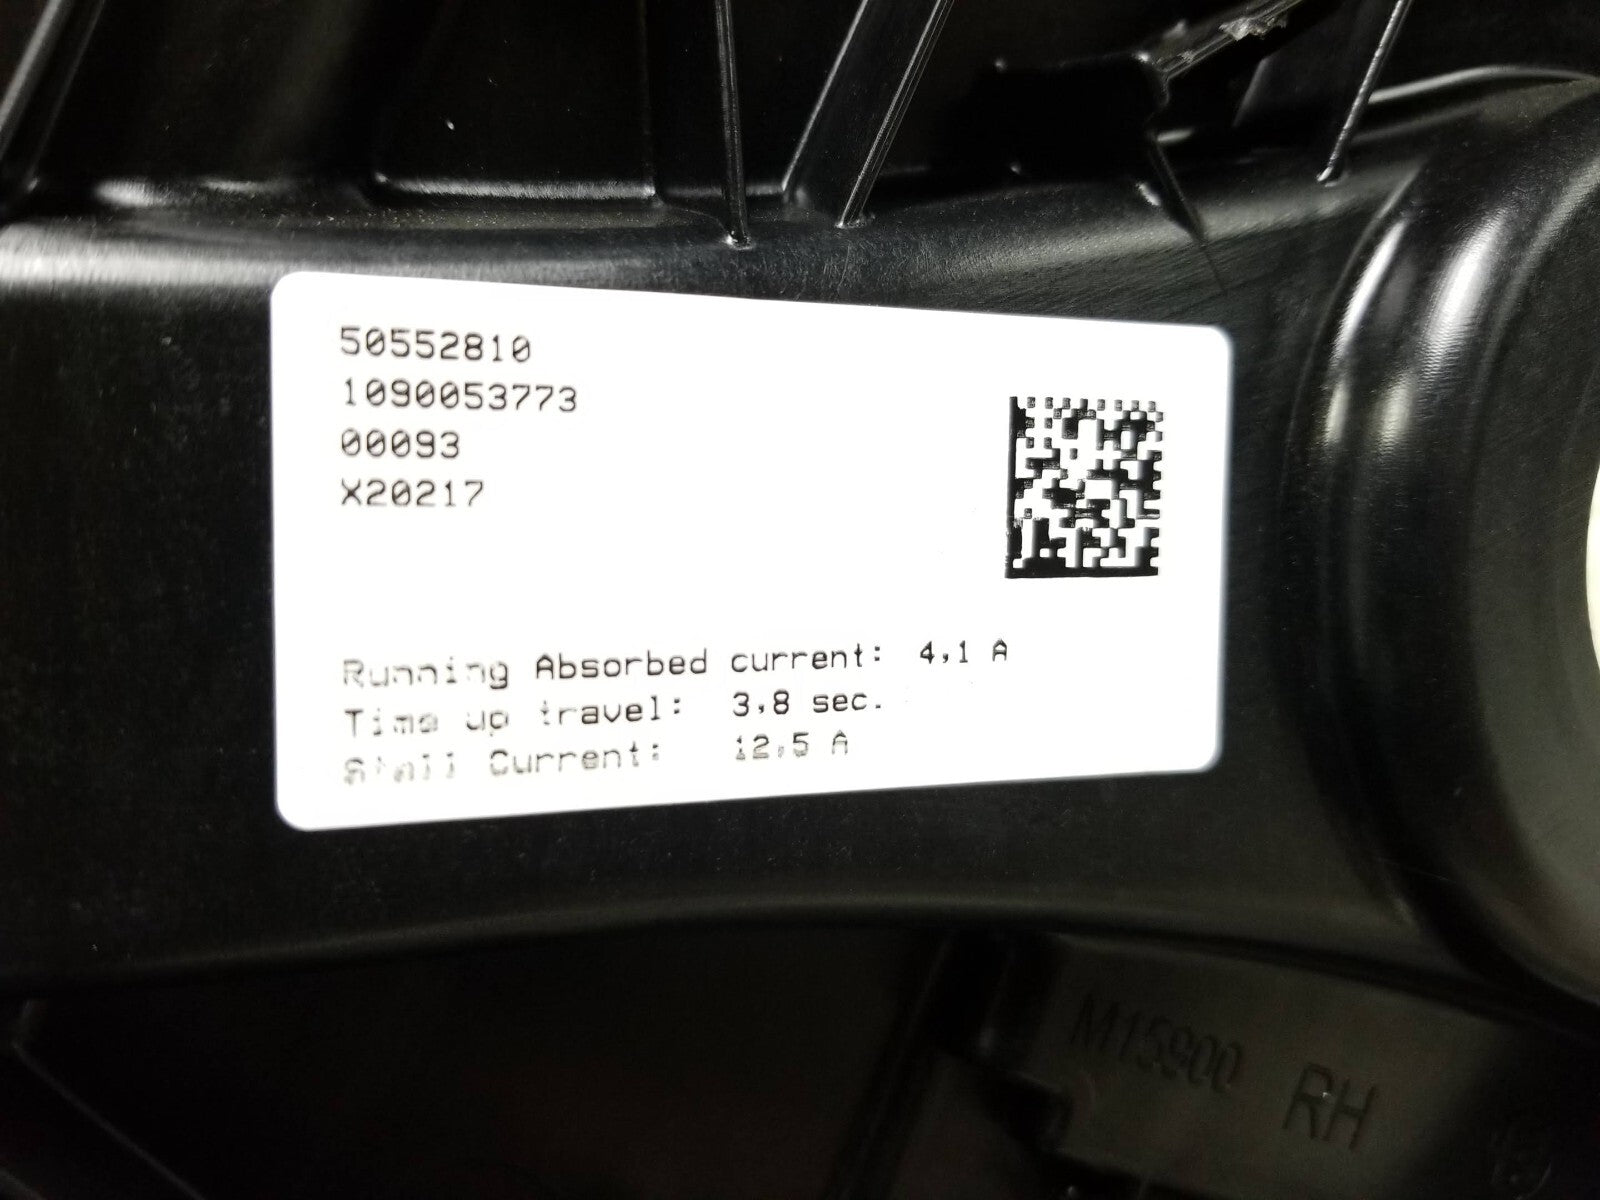 50552810
1090053773
00093
X20217
Running Absorbed current: 4,1 A
Time up travel: 3,8 sec.
Stall Current: 12,5 A
M15900 RH